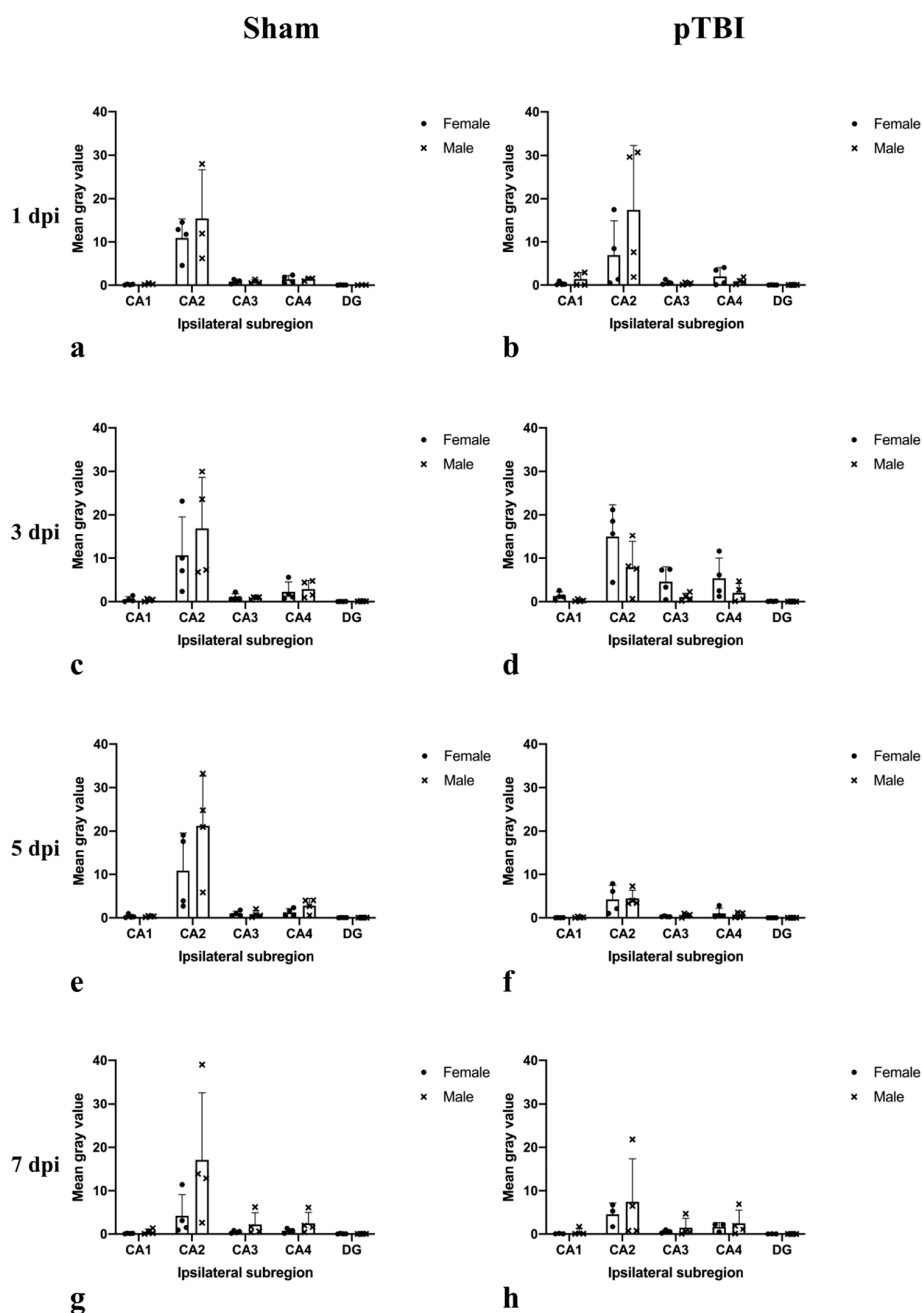 Sham pTBI
1 dpi
Mean gray value
40
30
20
10
0
CA1 CA2 CA3 CA4 DG
Ipsilateral subregion
Female
Male
a
Mean gray value
40
30
20
10
0
CA1 CA2 CA3 CA4 DG
Ipsilateral subregion
Female
Male
b
3 dpi
Mean gray value
40
30
20
10
0
CA1 CA2 CA3 CA4 DG
Ipsilateral subregion
Female
Male
c
Mean gray value
40
30
20
10
0
CA1 CA2 CA3 CA4 DG
Ipsilateral subregion
Female
Male
d
5 dpi
Mean gray value
40
30
20
10
0
CA1 CA2 CA3 CA4 DG
Ipsilateral subregion
Female
Male
e
Mean gray value
40
30
20
10
0
CA1 CA2 CA3 CA4 DG
Ipsilateral subregion
Female
Male
f
7 dpi
Mean gray value
40
30
20
10
0
CA1 CA2 CA3 CA4 DG
Ipsilateral subregion
Female
Male
g
Mean gray value
40
30
20
10
0
CA1 CA2 CA3 CA4 DG
Ipsilateral subregion
Female
Male
h